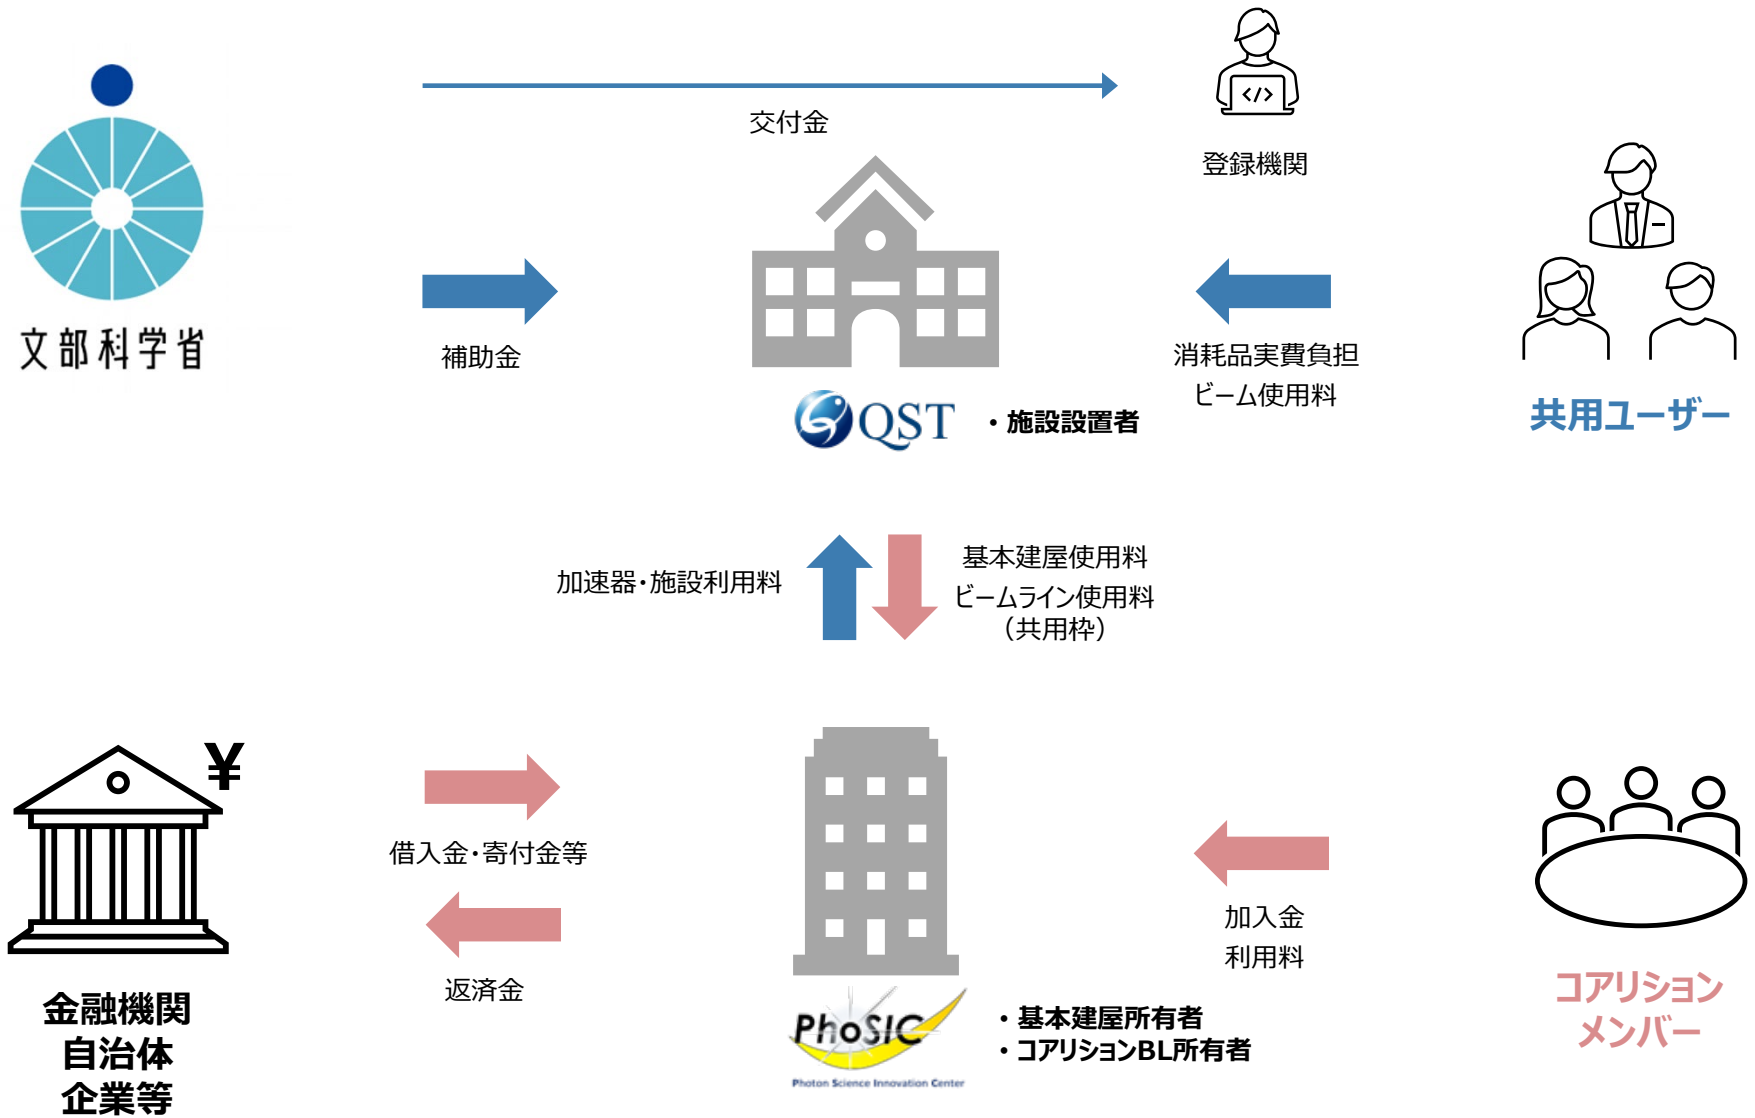 交付金
</>
登録機関
文部科学省
補助金
消耗品実費負担
ビーム使用料
QST
・施設設置者
共用ユーザー
加速器・施設利用料
基本建屋使用料
ビームライン使用料
（共用枠）
¥
借入金・寄付金等
返済金
金融機関
自治体
企業等
加入金
利用料
PhoSIC
Photon Science Innovation Center
・基本建屋所有者
・コアリションBL所有者
コアリション
メンバー